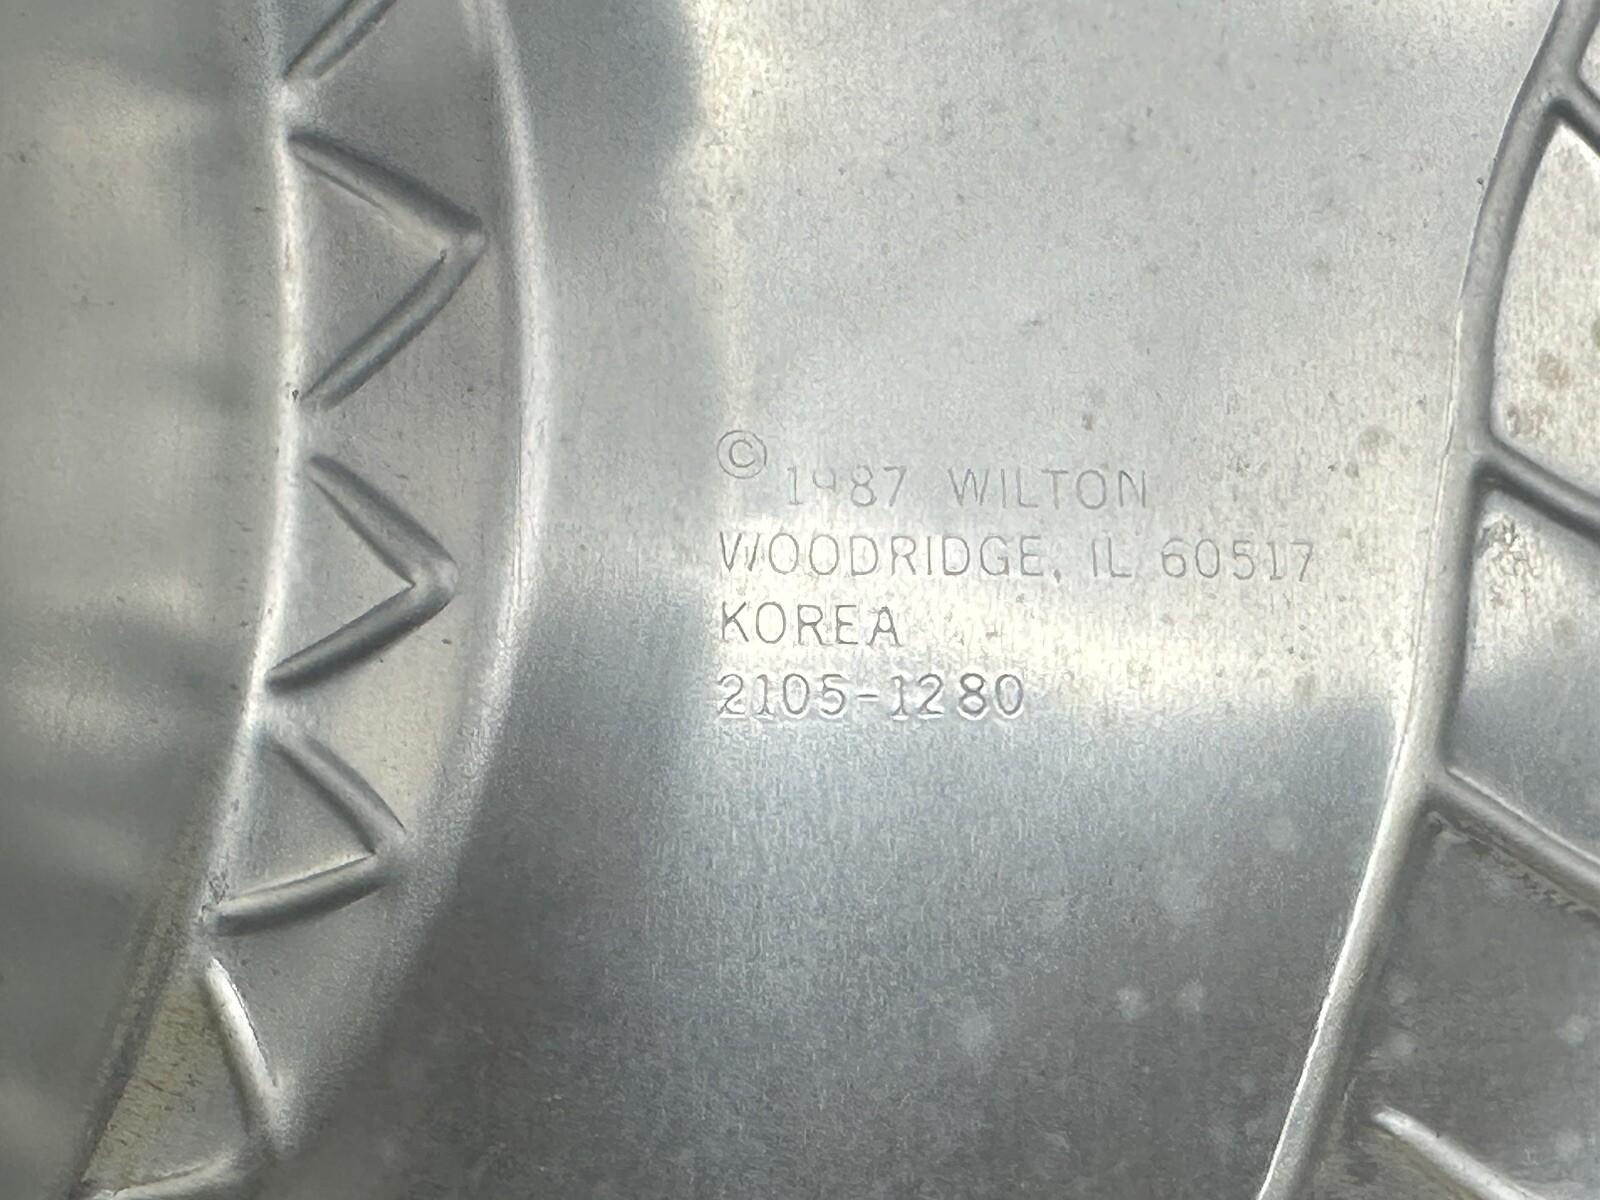 © 1987 WILTON
WOODRIDGE, IL 60517
KOREA
2105-1280